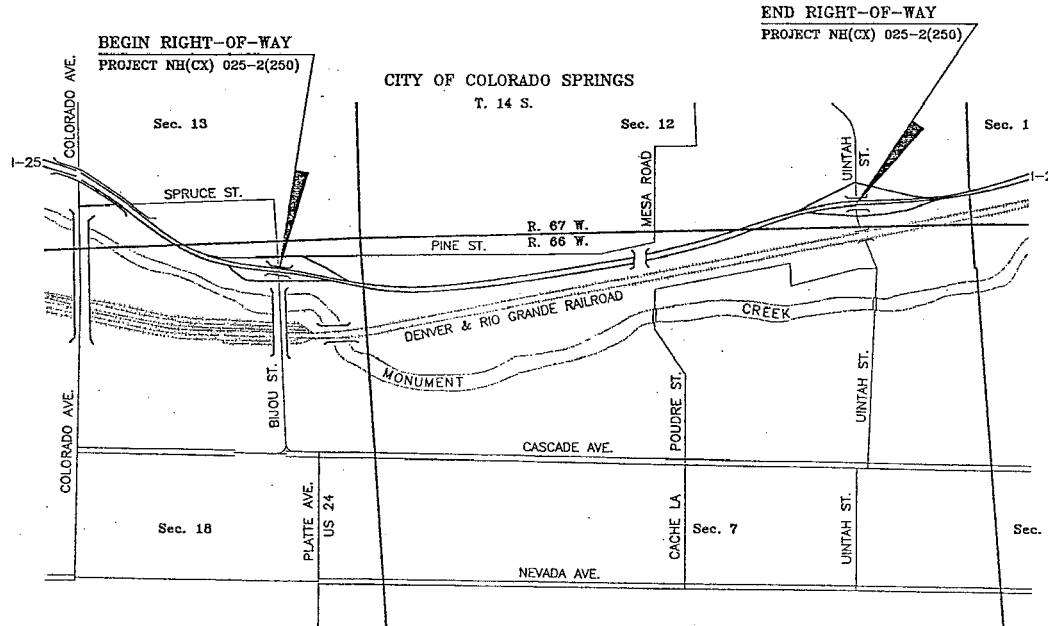 BEGIN RIGHT-OF-WAY
PROJECT NH(CX) 025-2(250)
END RIGHT-OF-WAY
PROJECT NH(CX) 025-2(250)
CITY OF COLORADO SPRINGS
T. 14 S.
COLORADO AVE.
Sec. 13
Sec. 12
Sec. 1
I-25
SPRUCE ST.
MESA ROAD
UINTAH ST.
I-2
R. 67 W.
PINE ST.
R. 66 W.
DENVER & RIO GRANDE RAILROAD
CREEK
MONUMENT
BIJOU ST.
COLORADO AVE.
POUDRE ST.
UINTAH ST.
CASCADE AVE.
PLATTE AVE.
US 24
Sec. 18
CACHE LA
Sec. 7
UINTAH ST.
Sec.
NEVADA AVE.